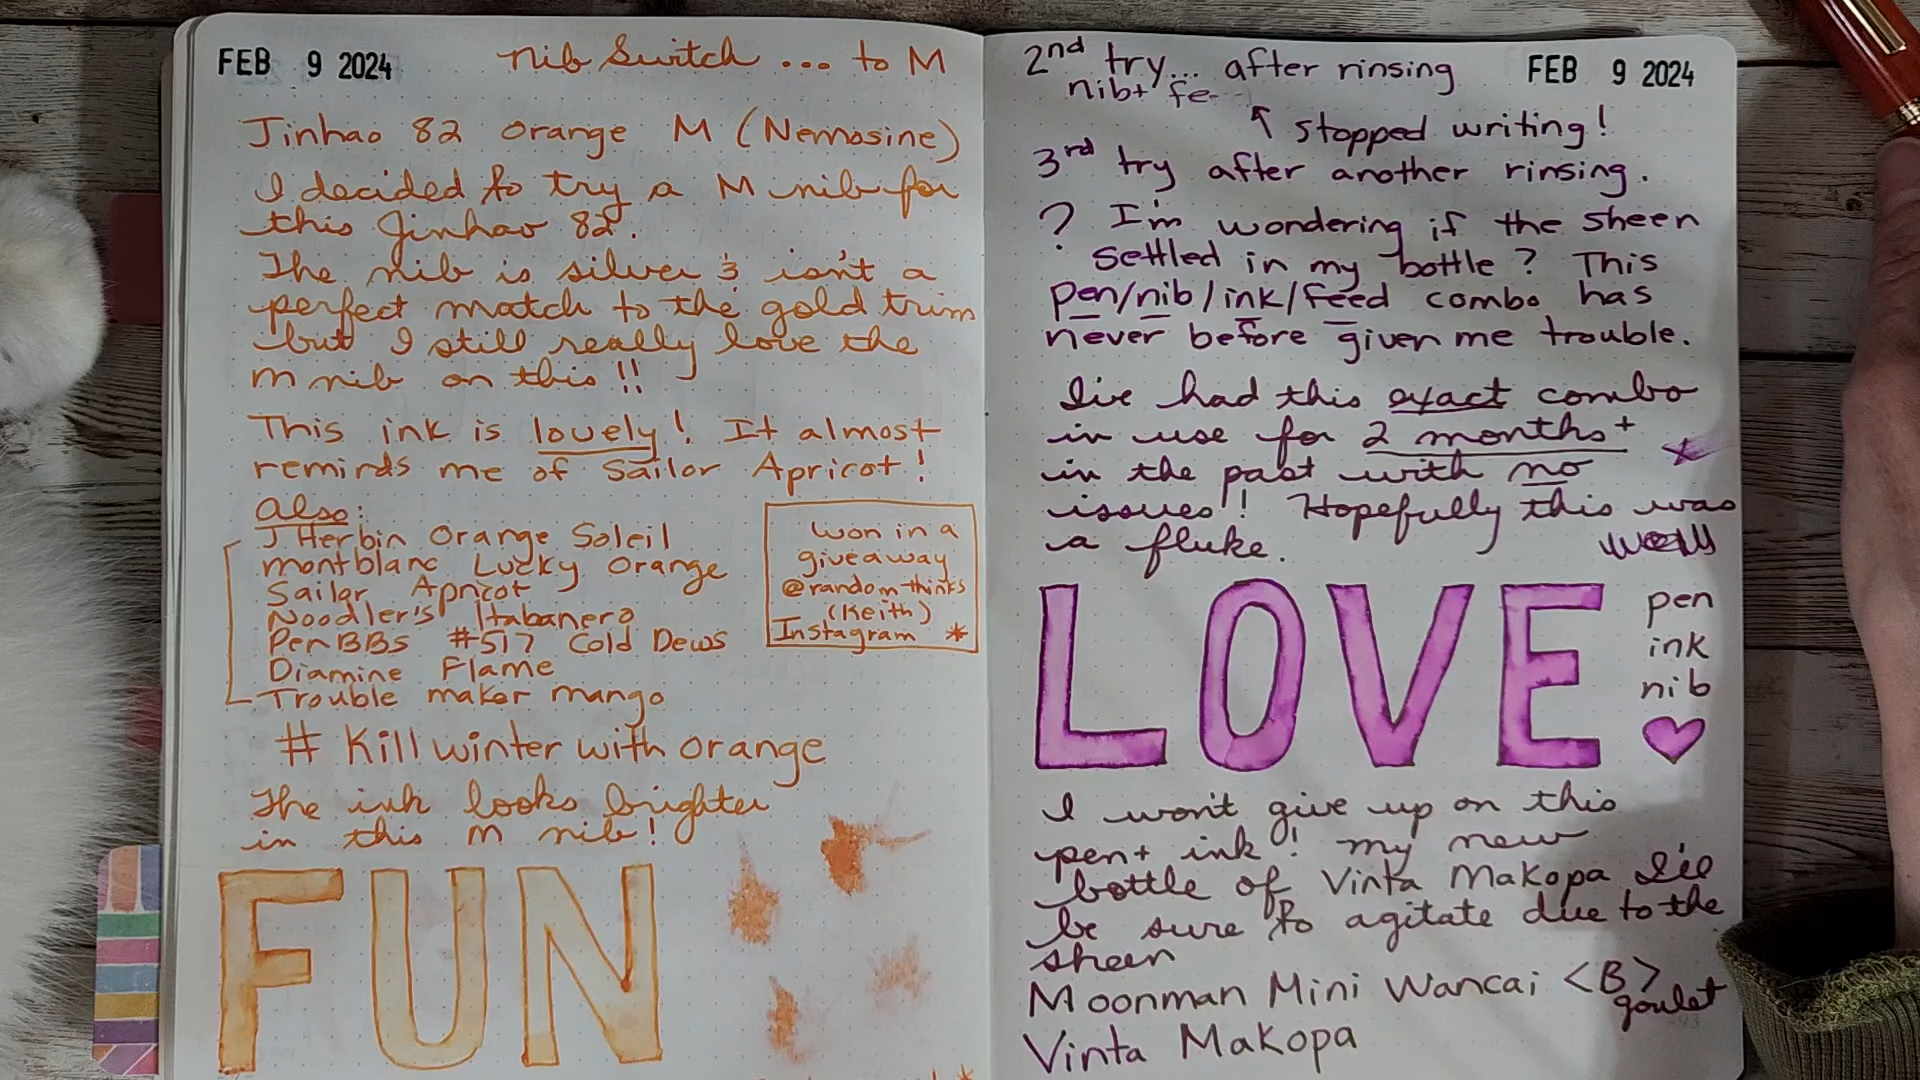 FEB 9 2024 nib Switch ... to M
Jinhao 82 Orange M (Nemosine)
I decided to try a M nib for
this Jinhao 82.
The nib is silver & isn't a
perfect match to the gold trim
but I still really love the
M nib on this!!
This ink is lovely! It almost
reminds me of Sailor Apricot!
Also:
J Herbin Orange Soleil
Montblanc Lucky Orange
Sailor Apricot
Noodler's Habanero
PenBBs #517 Cold Dews
Diamine Flame
Trouble maker mango
won in a
giveaway
@randomthinks
(Keith)
Instagram *
# Kill winter with orange
The ink looks brighter
in this M nib!
FUN
2nd try... after rinsing FEB 9 2024
nib+ fe-
↖ stopped writing!
3rd try after another rinsing.
? I'm wondering if the sheen
settled in my bottle? This
pen/nib/ink/feed combo has
never before given me trouble.
I've had this exact combo
in use for 2 months+
in the past with no
issues!! Hopefully this was
a fluke.
LOVE
pen
ink
nib
I won't give up on this
pen + ink! my new
bottle of Vinta Makopa I'll
be sure to agitate due to the
sheen
Moonman Mini Wancai <B>
goulet
Vinta Makopa